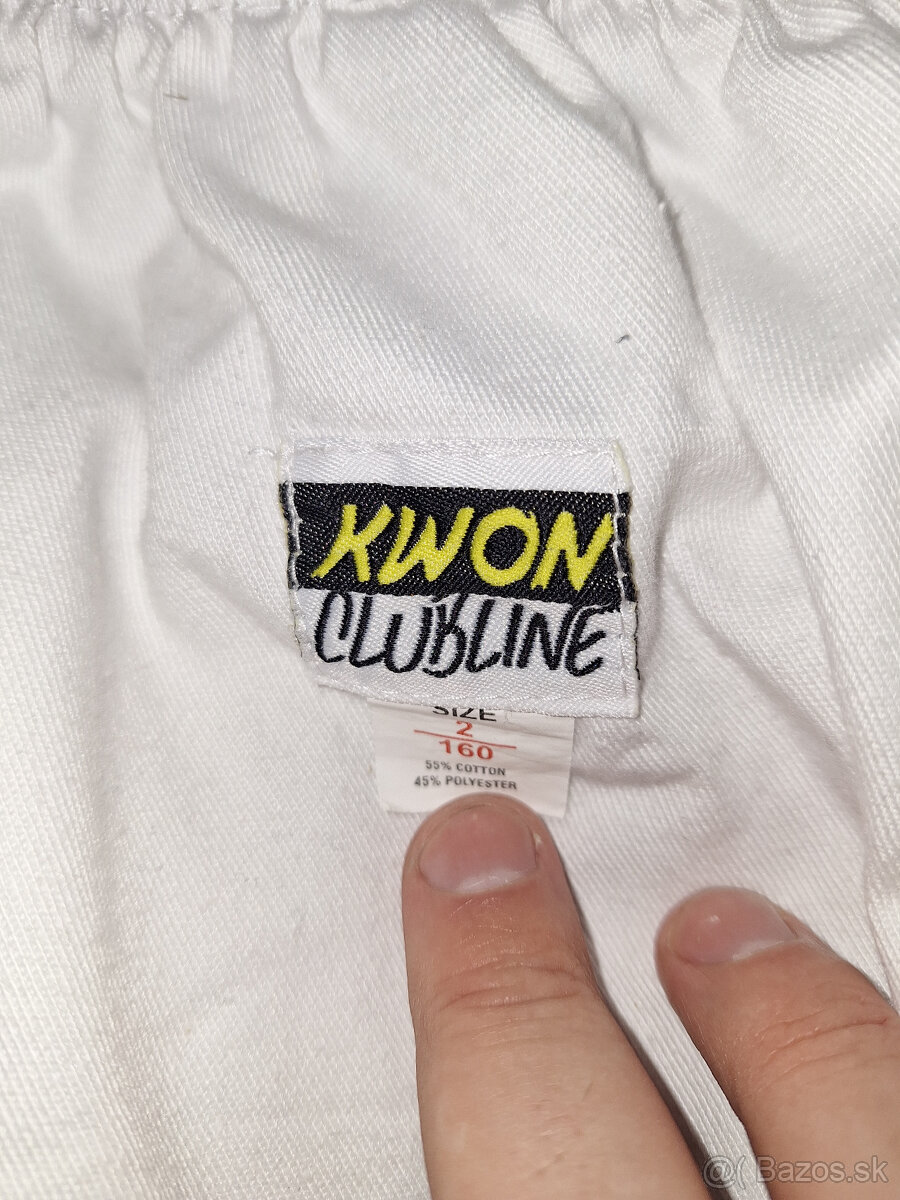 KWON
CLUBLINE
SIZE
2
160
55% COTTON
45% POLYESTER
@( Bazos.sk